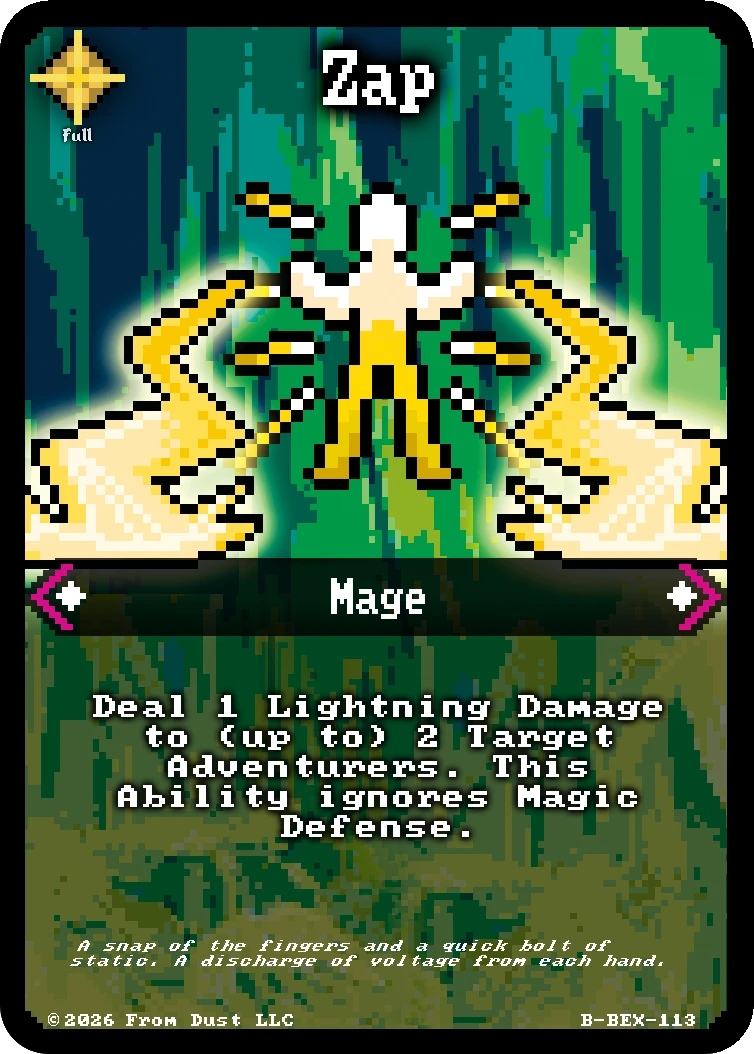 Zap
Full
Mage
Deal 1 Lightning Damage
to (up to) 2 Target
Adventurers. This
Ability ignores Magic
Defense.
A snap of the fingers and a quick bolt of
static. A discharge of voltage from each hand.
©2026 From Dust LLC
B-BEX-113